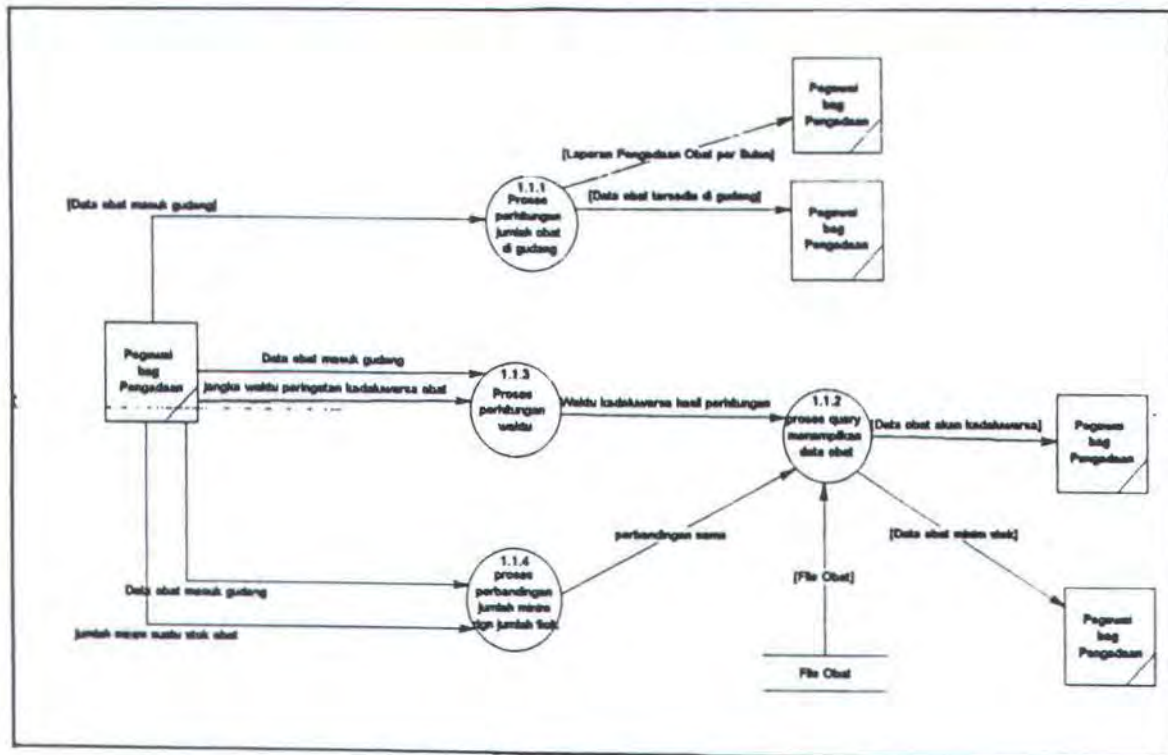 Pegawai
bag
Pengadaan
[Laporan Pengadaan Obat per Bulan]
1.1.1
Proses
perhitungan
jumlah obat
di gudang
[Data obat masuk gudang]
[Data obat tersedia di gudang]
Pegawai
bag
Pengadaan
Pegawai
bag
Pengadaan
Data obat masuk gudang
jangka waktu peringatan kadaluwarsa obat
1.1.3
Proses
perhitungan
waktu
Waktu kadaluwarsa hasil perhitungan
1.1.2
proses query
menampilkan
data obat
[Data obat akan kadaluwarsa]
Pegawai
bag
Pengadaan
perbandingan sama
[Data obat minim stok]
1.1.4
proses
perbandingan
jumlah minim
dgn jumlah fisik
Data obat masuk gudang
jumlah minim suatu stok obat
[File Obat]
File Obat
Pegawai
bag
Pengadaan